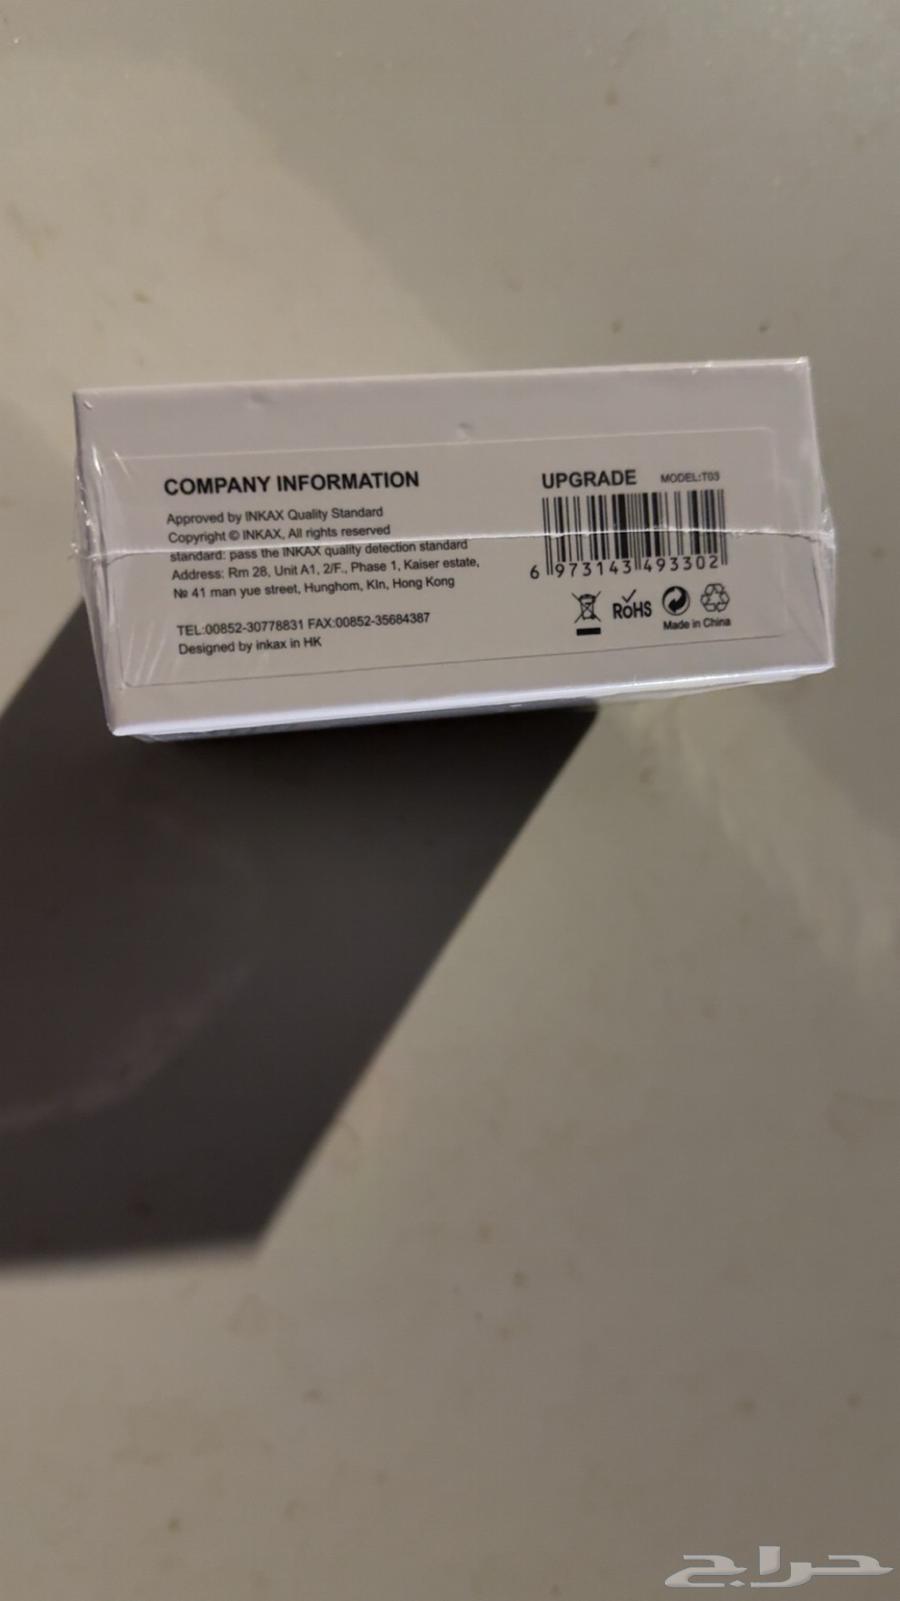 COMPANY INFORMATION
Approved by INKAX Quality Standard
Copyright © INKAX, All rights reserved
standard: pass the INKAX quality detection standard
Address: Rm 28, Unit A1, 2/F., Phase 1, Kaiser estate,
№ 41 man yue street, Hunghom, Kln, Hong Kong
TEL:00852-30778831 FAX:00852-35684387
Designed by inkax in HK
UPGRADE MODEL:T03
6 973143 493302
RoHS
Made in China
حراج